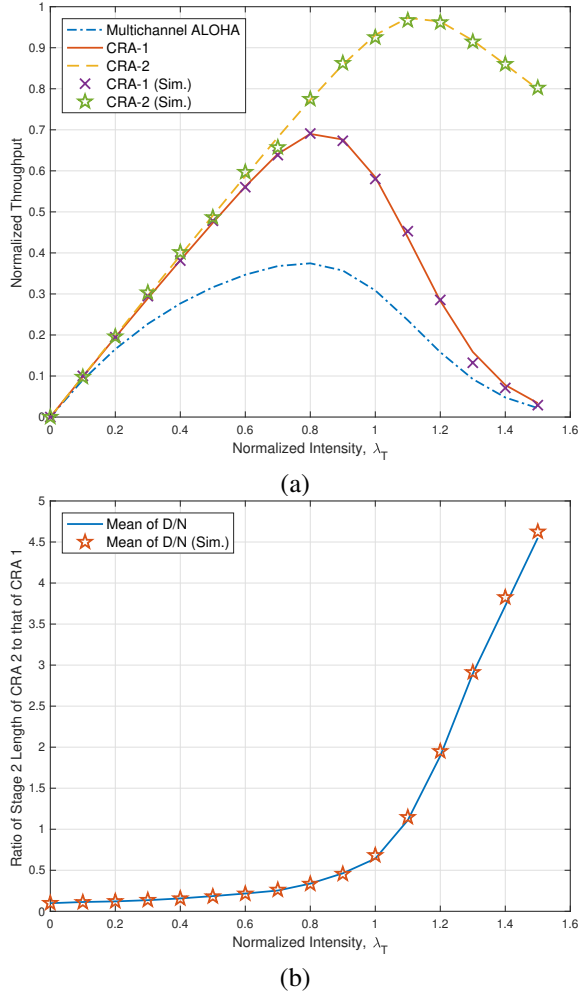 1
0.9
0.8
0.7
0.6
0.5
0.4
0.3
0.2
0.1
0
Normalized Throughput
Multichannel ALOHA
CRA-1
CRA-2
CRA-1 (Sim.)
CRA-2 (Sim.)
0 0.2 0.4 0.6 0.8 1 1.2 1.4 1.6
Normalized Intensity, λ_T
(a)
5
4.5
4
3.5
3
2.5
2
1.5
1
0.5
0
Ratio of Stage 2 Length of CRA 2 to that of CRA 1
Mean of D/N
Mean of D/N (Sim.)
0 0.2 0.4 0.6 0.8 1 1.2 1.4 1.6
Normalized Intensity, λ_T
(b)